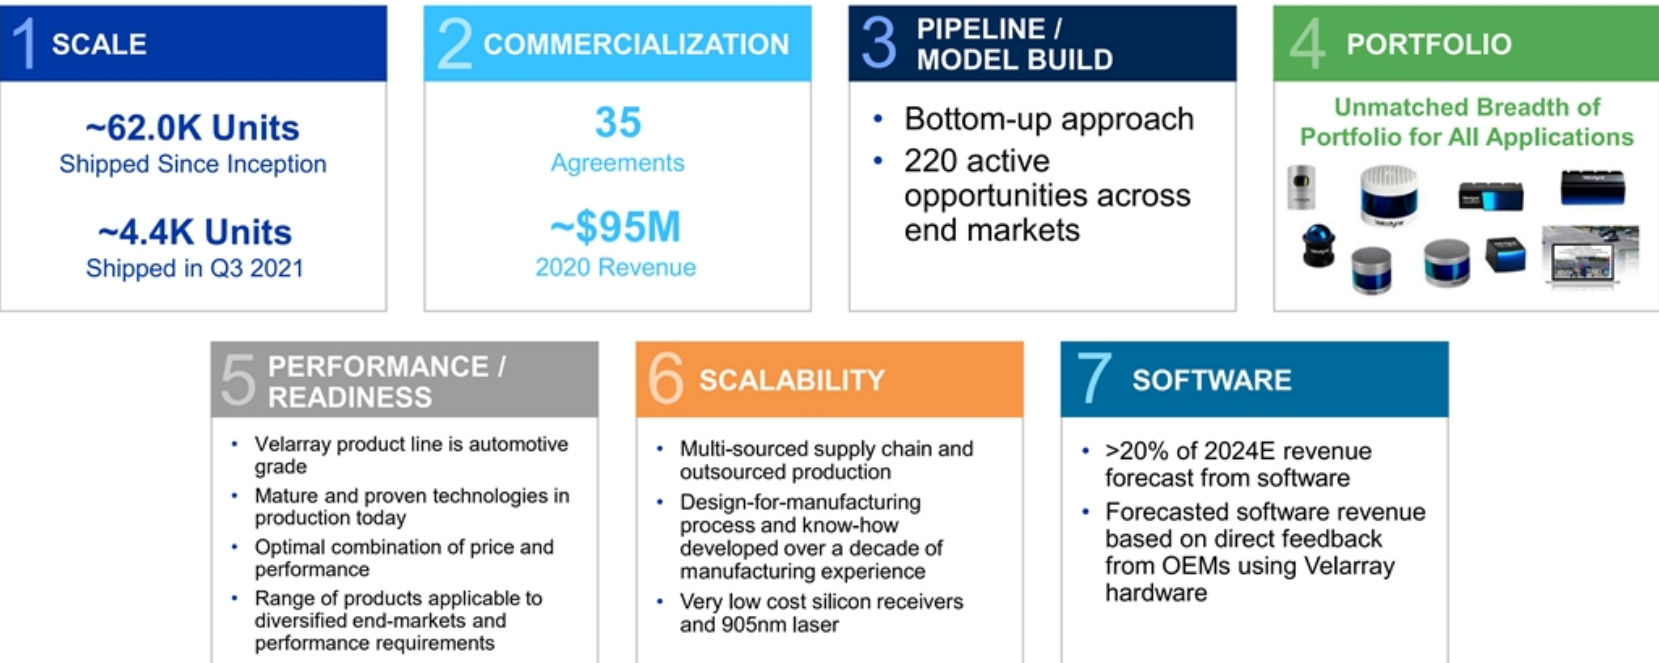 1 SCALE
~62.0K Units
Shipped Since Inception
~4.4K Units
Shipped in Q3 2021
2 COMMERCIALIZATION
35
Agreements
~$95M
2020 Revenue
3 PIPELINE /
MODEL BUILD
• Bottom-up approach
• 220 active
opportunities across
end markets
4 PORTFOLIO
Unmatched Breadth of
Portfolio for All Applications
Velodyne
5 PERFORMANCE /
READINESS
• Velarray product line is automotive
grade
• Mature and proven technologies in
production today
• Optimal combination of price and
performance
• Range of products applicable to
diversified end-markets and
performance requirements
6 SCALABILITY
• Multi-sourced supply chain and
outsourced production
• Design-for-manufacturing
process and know-how
developed over a decade of
manufacturing experience
• Very low cost silicon receivers
and 905nm laser
7 SOFTWARE
• >20% of 2024E revenue
forecast from software
• Forecasted software revenue
based on direct feedback
from OEMs using Velarray
hardware